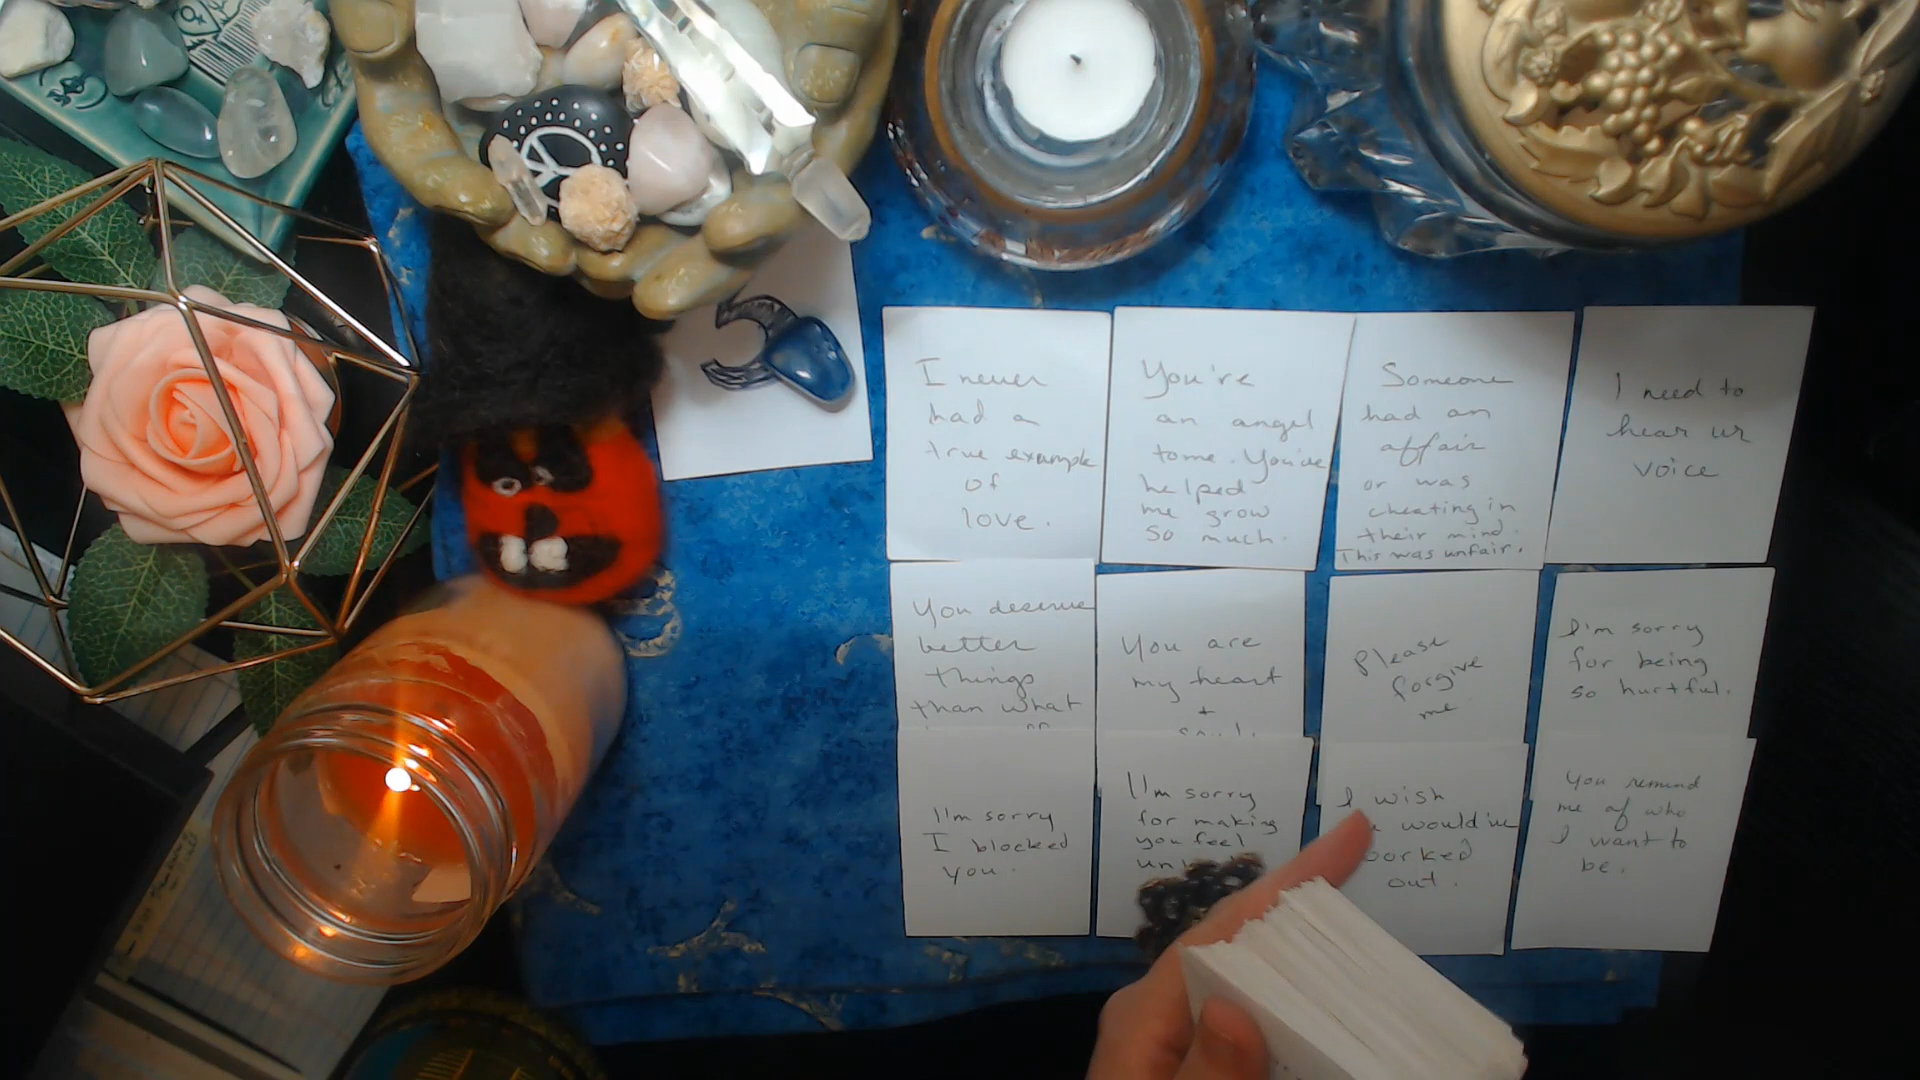 I never
had a
true example
of
love.
You're
an angel
to me. You've
helped
me grow
so much.
Someone
had an
affair
or was
cheating in
their mind.
This was unfair.
I need to
hear ur
voice
You deserve
better
things
than what
You are
my heart
+
Please
forgive
me
I'm sorry
for being
so hurtful.
I'm sorry
I blocked
you.
I'm sorry
for making
you feel
I wish
would've
worked
out.
You remind
me of who
I want to
be.